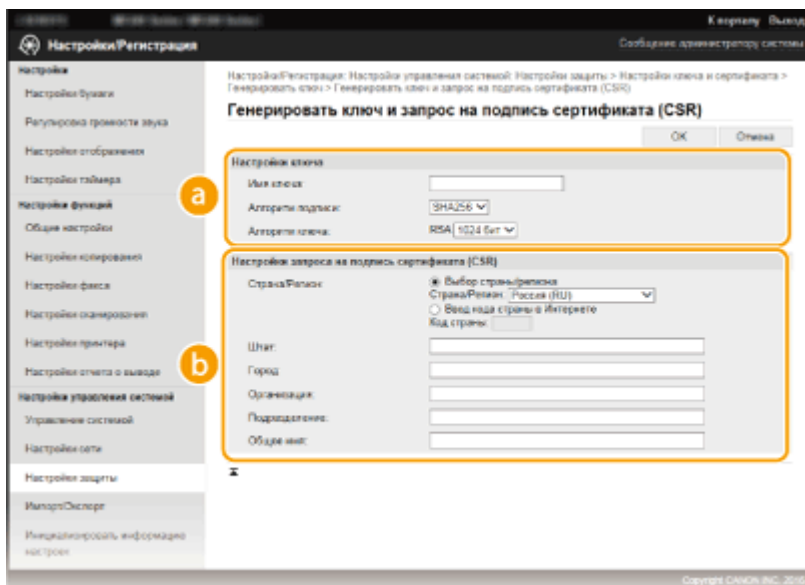 К порталу Выход
Настройки/Регистрация
Сообщение администратору системы
Настройка
Настройки бумаги
Регулировка громкости звука
Настройки отображения
Настройки таймера
Настройки функций
Общие настройки
Настройки копирования
Настройки факса
Настройки сканирования
Настройки принтера
Настройки отчета о выводе
Настройки управления системой
Управление системой
Настройки сети
Настройки защиты
Импорт/Экспорт
Инициализировать информацию
настроек
Настройки/Регистрация: Настройки управления системой: Настройки защиты > Настройки ключа и сертификата >
Генерировать ключ > Генерировать ключ и запрос на подпись сертификата (CSR)
Генерировать ключ и запрос на подпись сертификата (CSR)
OK Отмена
a
Настройки ключа
Имя ключа:
Алгоритм подписи: SHA256
Алгоритм ключа: RSA 1024 бит
b
Настройки запроса на подпись сертификата (CSR)
Страна/Регион: Выбор страны/региона
Страна/Регион: Россия (RU)
Ввод кода страны в Интернете
Код страны:
Штат:
Город:
Организация:
Подразделение:
Общее имя:
Copyright CANON INC.